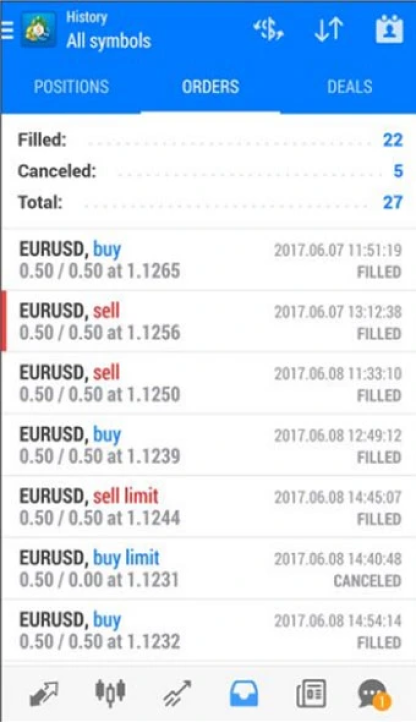 History
All symbols
POSITIONS ORDERS DEALS
Filled: 22
Canceled: 5
Total: 27
EURUSD, buy 2017.06.07 11:51:19
0.50 / 0.50 at 1.1265 FILLED
EURUSD, sell 2017.06.07 13:12:38
0.50 / 0.50 at 1.1256 FILLED
EURUSD, sell 2017.06.08 11:33:10
0.50 / 0.50 at 1.1250 FILLED
EURUSD, buy 2017.06.08 12:49:12
0.50 / 0.50 at 1.1239 FILLED
EURUSD, sell limit 2017.06.08 14:45:07
0.50 / 0.50 at 1.1244 FILLED
EURUSD, buy limit 2017.06.08 14:40:48
0.50 / 0.00 at 1.1231 CANCELED
EURUSD, buy 2017.06.08 14:54:14
0.50 / 0.50 at 1.1232 FILLED
1